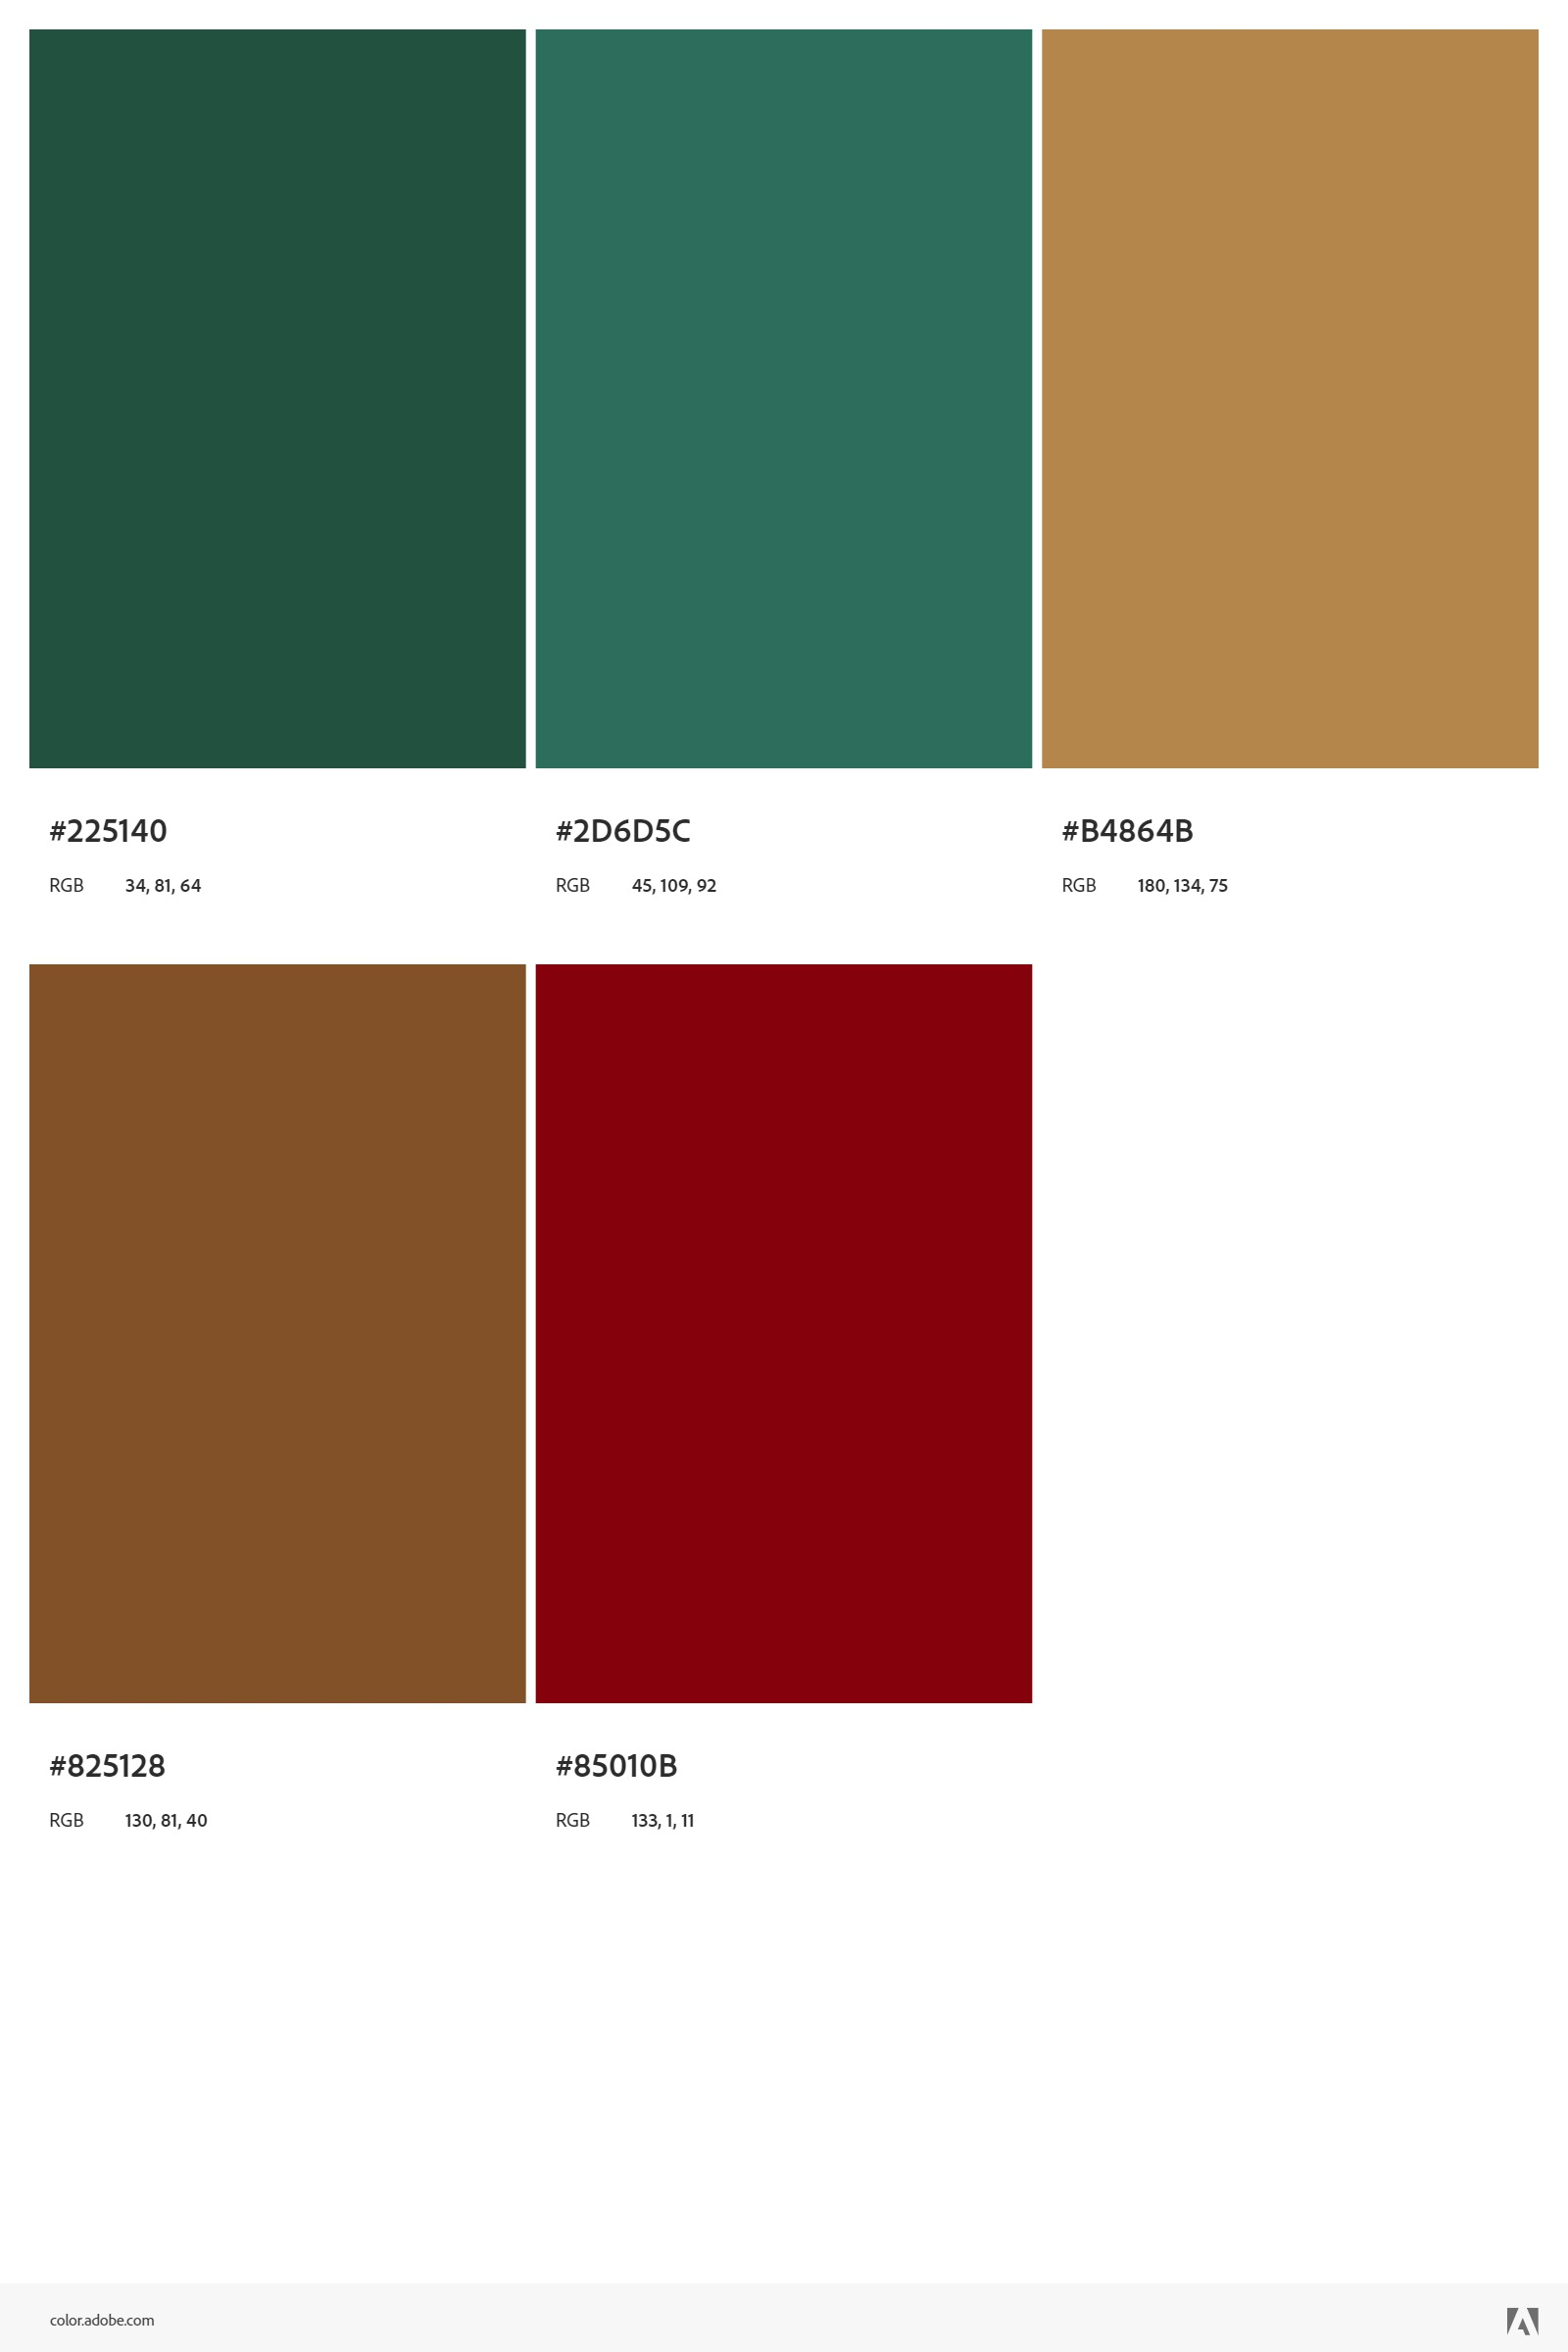 #225140
RGB 34, 81, 64
#2D6D5C
RGB 45, 109, 92
#B4864B
RGB 180, 134, 75
#825128
RGB 130, 81, 40
#85010B
RGB 133, 1, 11
color.adobe.com